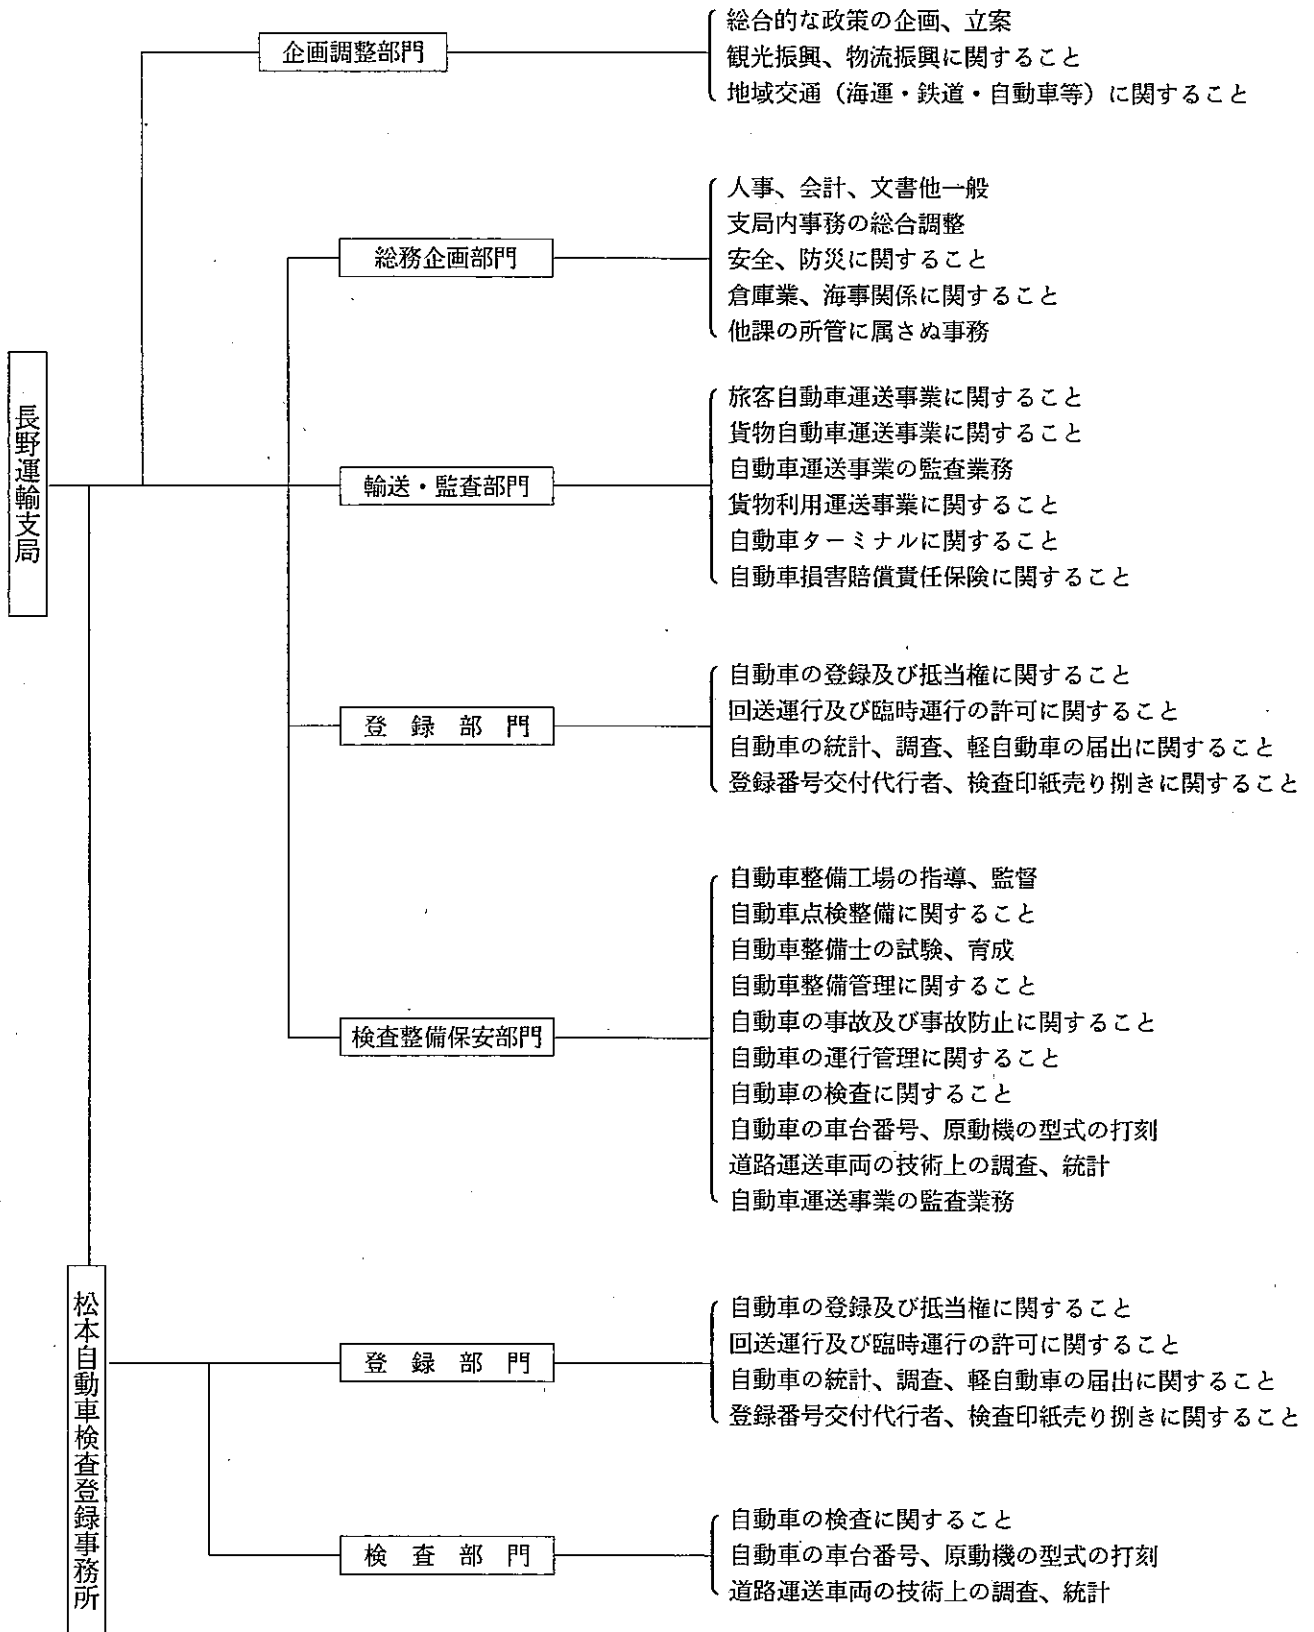 企画調整部門
総合的な政策の企画、立案
観光振興、物流振興に関すること
地域交通（海運・鉄道・自動車等）に関すること
総務企画部門
人事、会計、文書他一般
支局内事務の総合調整
安全、防災に関すること
倉庫業、海事関係に関すること
他課の所管に属さぬ事務
長野運輸支局
輸送・監査部門
旅客自動車運送事業に関すること
貨物自動車運送事業に関すること
自動車運送事業の監査業務
貨物利用運送事業に関すること
自動車ターミナルに関すること
自動車損害賠償責任保険に関すること
登録部門
自動車の登録及び抵当権に関すること
回送運行及び臨時運行の許可に関すること
自動車の統計、調査、軽自動車の届出に関すること
登録番号交付代行者、検査印紙売り捌きに関すること
検査整備保安部門
自動車整備工場の指導、監督
自動車点検整備に関すること
自動車整備士の試験、育成
自動車整備管理に関すること
自動車の事故及び事故防止に関すること
自動車の運行管理に関すること
自動車の検査に関すること
自動車の車台番号、原動機の型式の打刻
道路運送車両の技術上の調査、統計
自動車運送事業の監査業務
松本自動車検査登録事務所
登録部門
自動車の登録及び抵当権に関すること
回送運行及び臨時運行の許可に関すること
自動車の統計、調査、軽自動車の届出に関すること
登録番号交付代行者、検査印紙売り捌きに関すること
検査部門
自動車の検査に関すること
自動車の車台番号、原動機の型式の打刻
道路運送車両の技術上の調査、統計